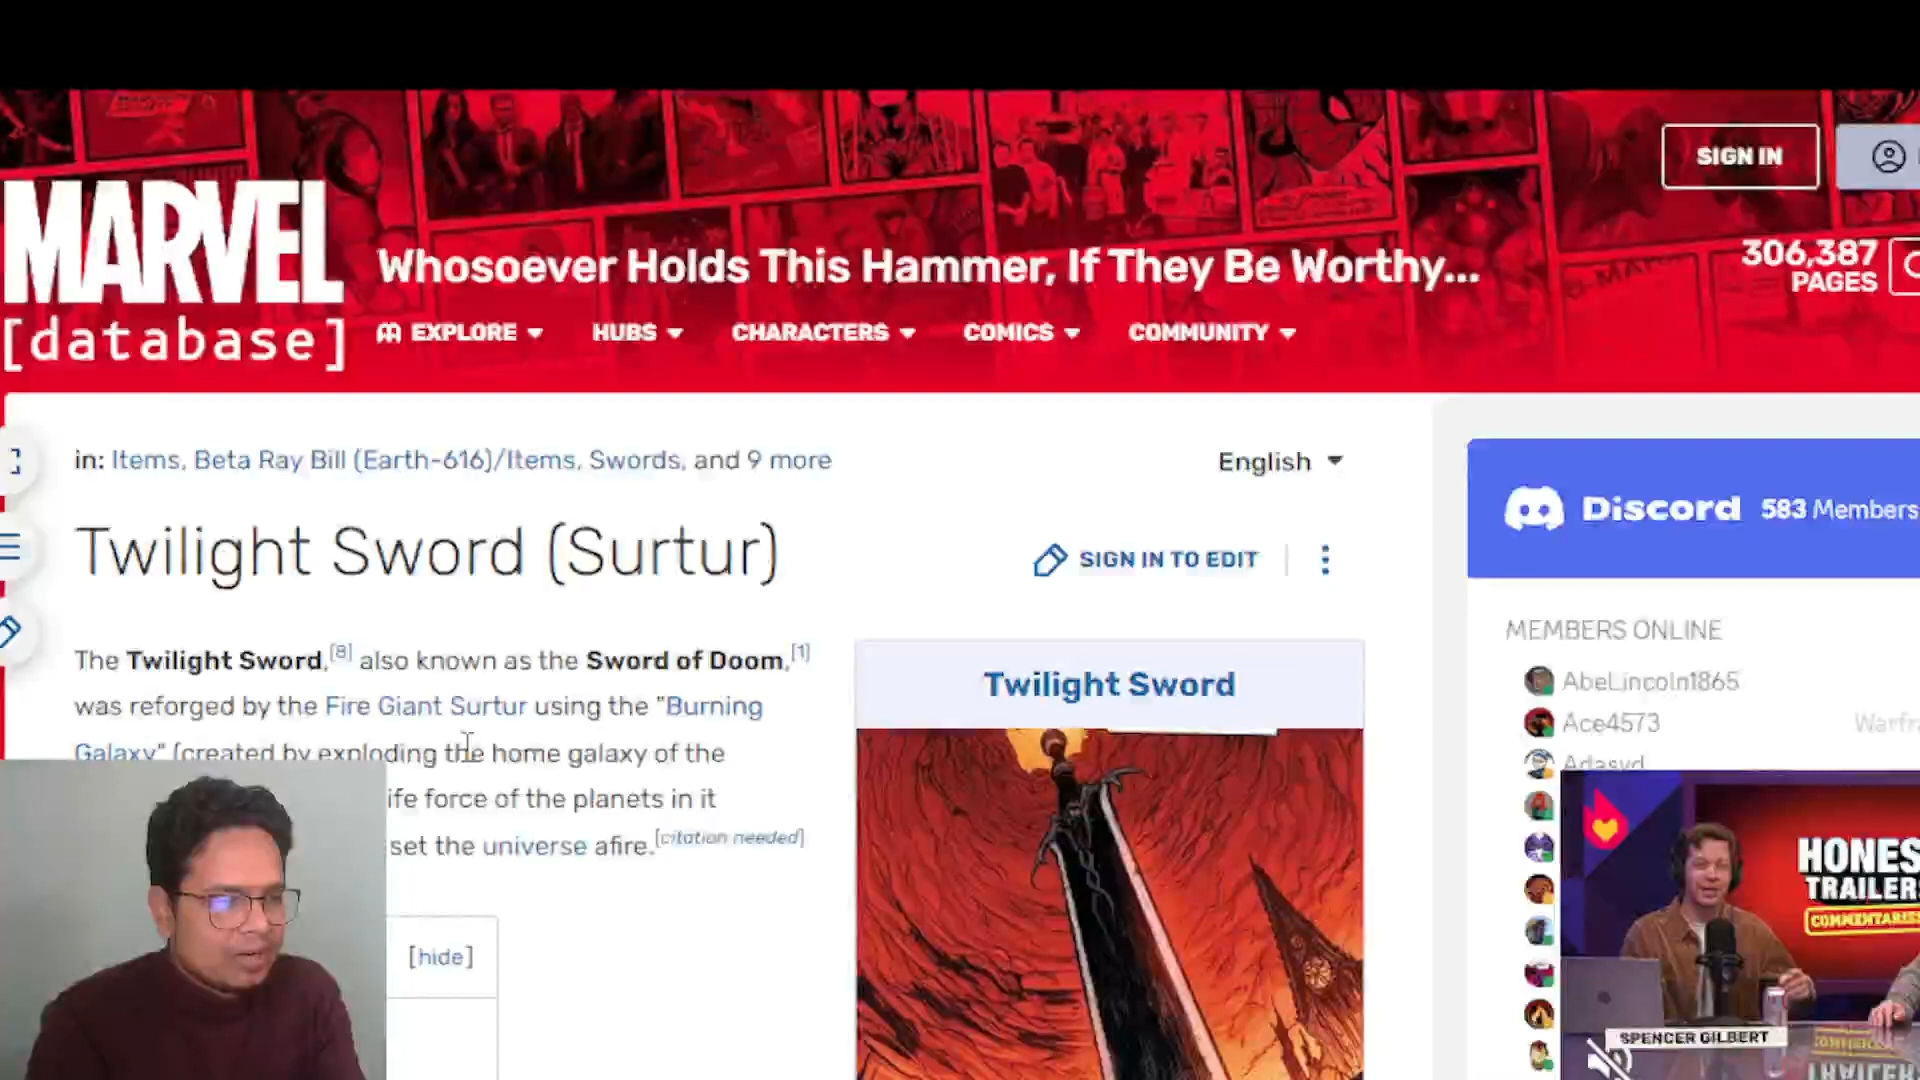 SIGN IN
MARVEL
[database]
Whosoever Holds This Hammer, If They Be Worthy...
306,387
PAGES
EXPLORE
HUBS
CHARACTERS
COMICS
COMMUNITY
in: Items, Beta Ray Bill (Earth-616)/Items, Swords, and 9 more
English
Twilight Sword (Surtur)
SIGN IN TO EDIT
The Twilight Sword,[8] also known as the Sword of Doom,[1]
was reforged by the Fire Giant Surtur using the "Burning
Galaxy" (created by exploding the home galaxy of the
life force of the planets in it
set the universe afire.[citation needed]
[hide]
Twilight Sword
Discord 583 Members
MEMBERS ONLINE
AbeLincoln1865
Ace4573
Warfr
Adasyd
HONES
TRAILERS
COMMENTARIES
SPENCER GILBERT